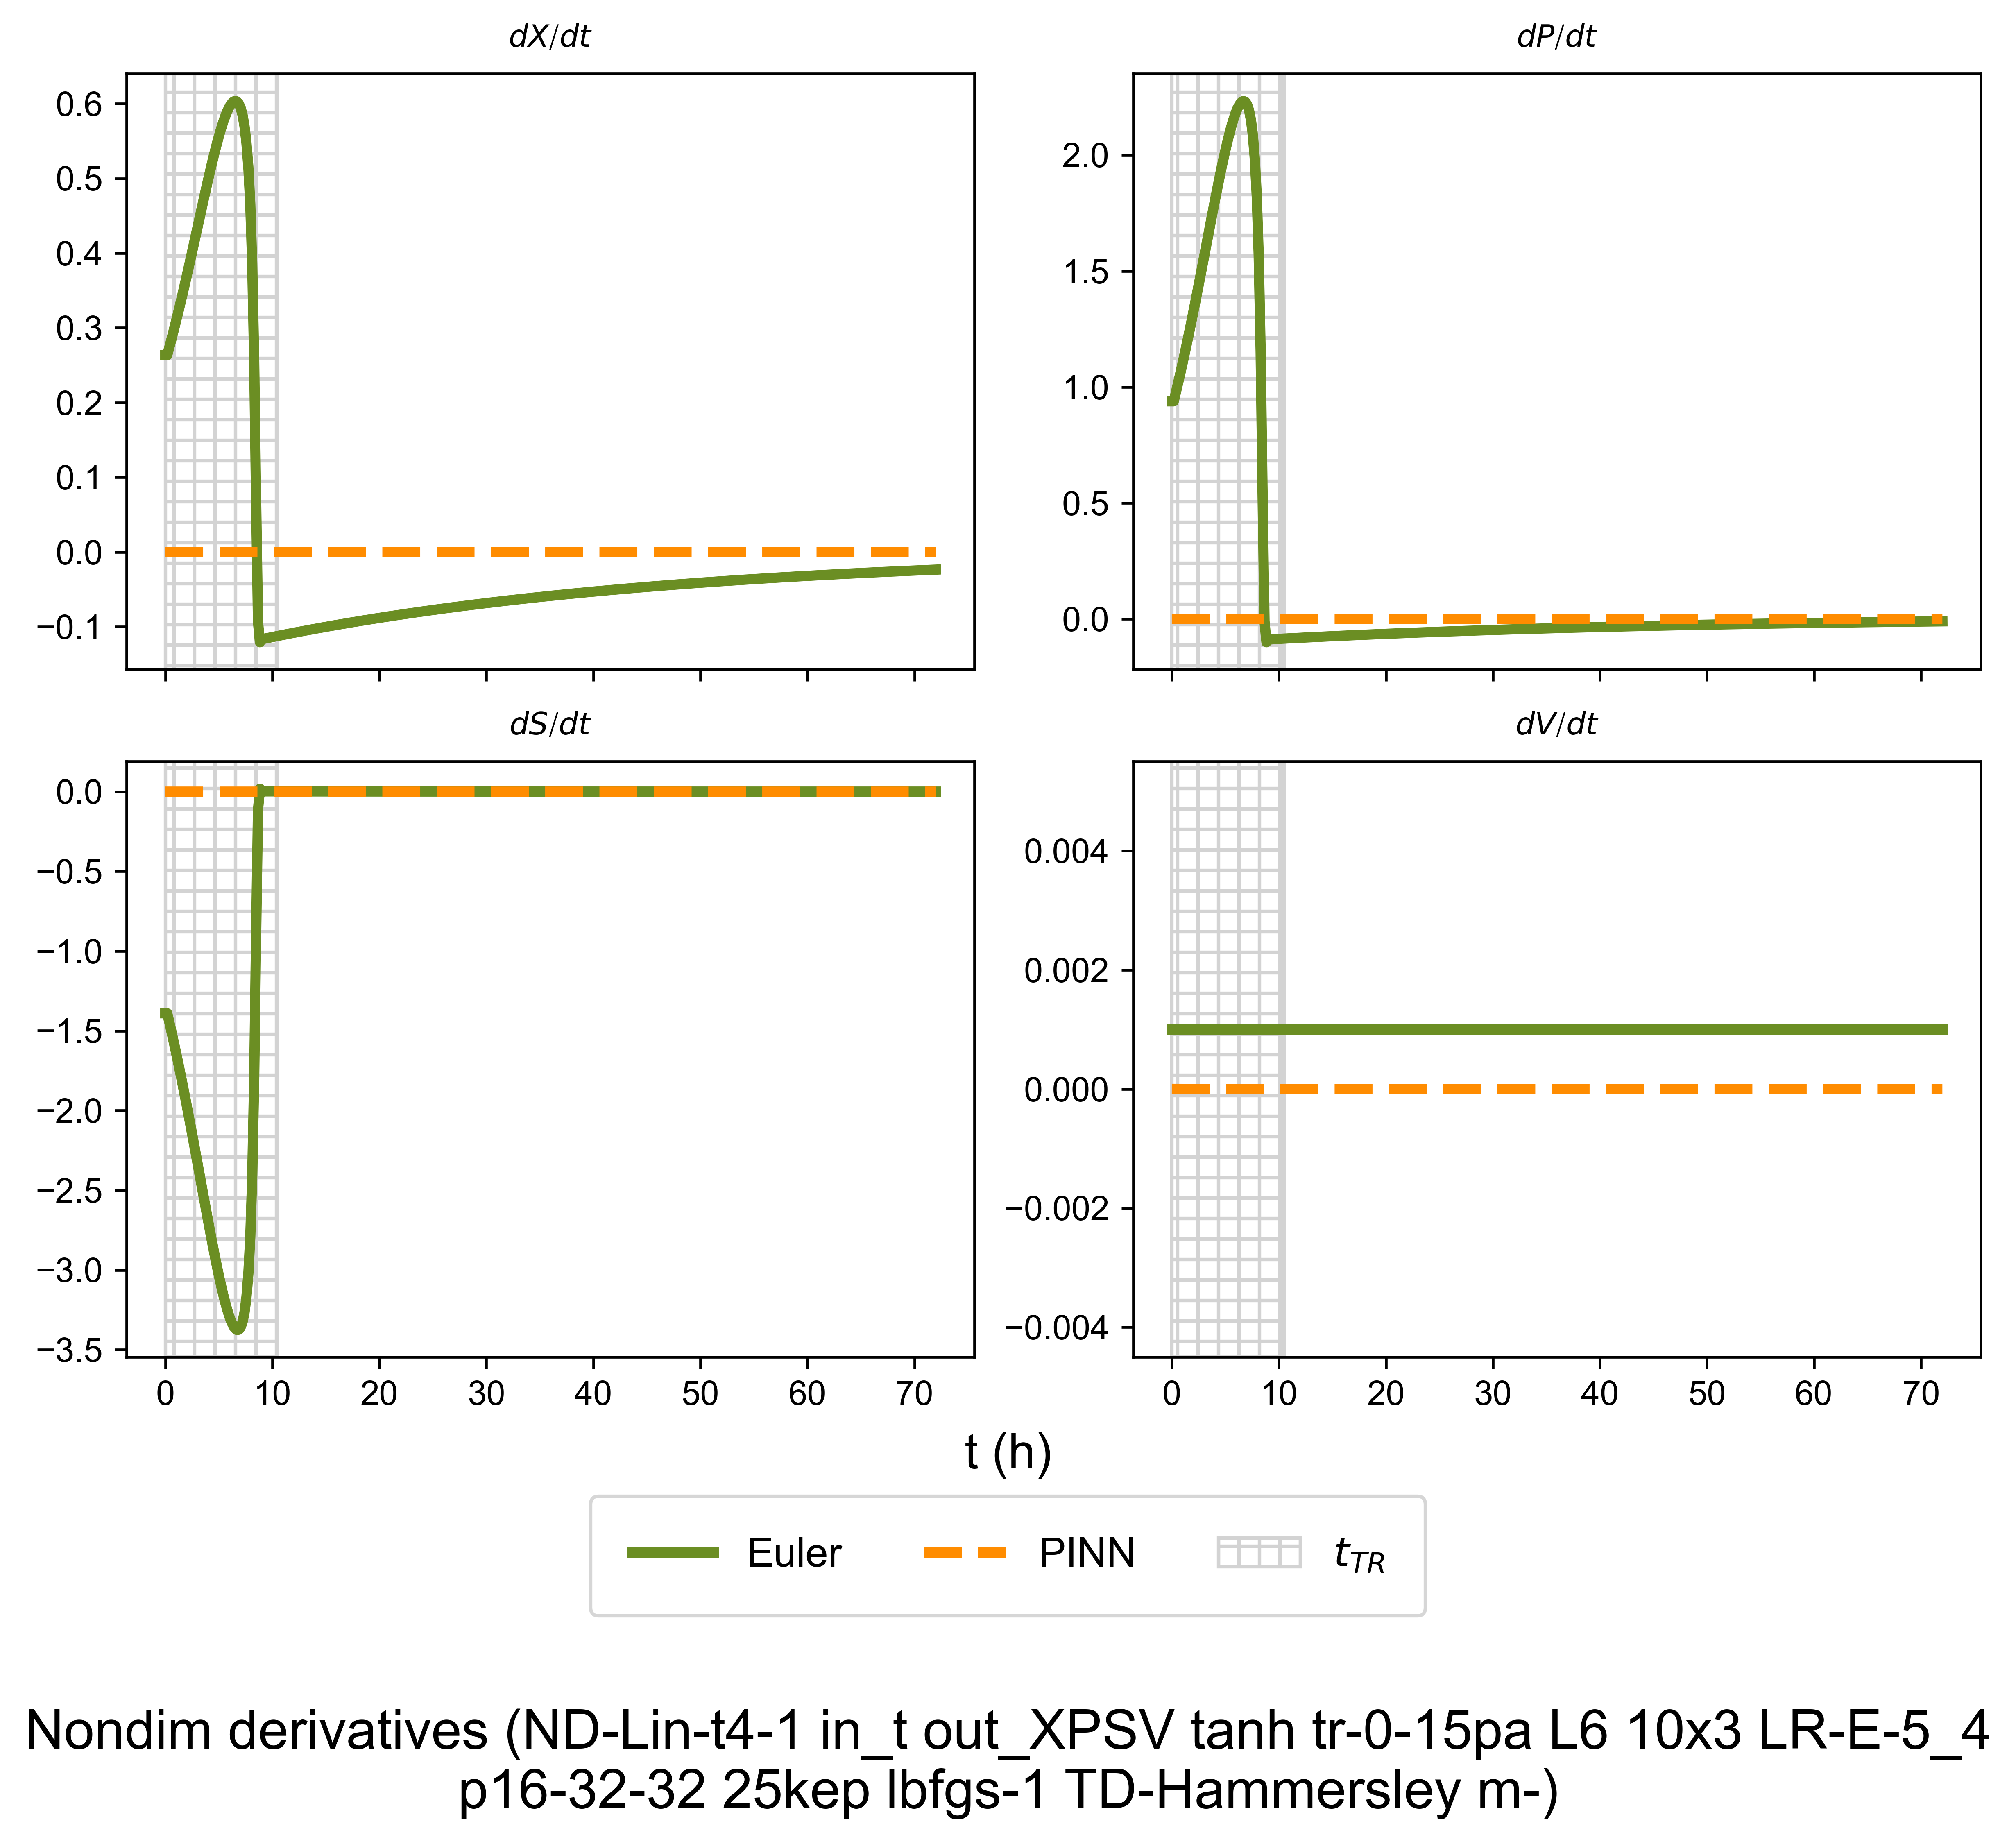 dX/dt
dP/dt
0.6
0.5
0.4
0.3
0.2
0.1
0.0
−0.1
2.0
1.5
1.0
0.5
0.0
dS/dt
dV/dt
0.0
−0.5
−1.0
−1.5
−2.0
−2.5
−3.0
−3.5
0.004
0.002
0.000
−0.002
−0.004
0 10 20 30 40 50 60 70
0 10 20 30 40 50 60 70
t (h)
Euler PINN t_TR
Nondim derivatives (ND-Lin-t4-1 in_t out_XPSV tanh tr-0-15pa L6 10x3 LR-E-5_4
p16-32-32 25kep lbfgs-1 TD-Hammersley m-)